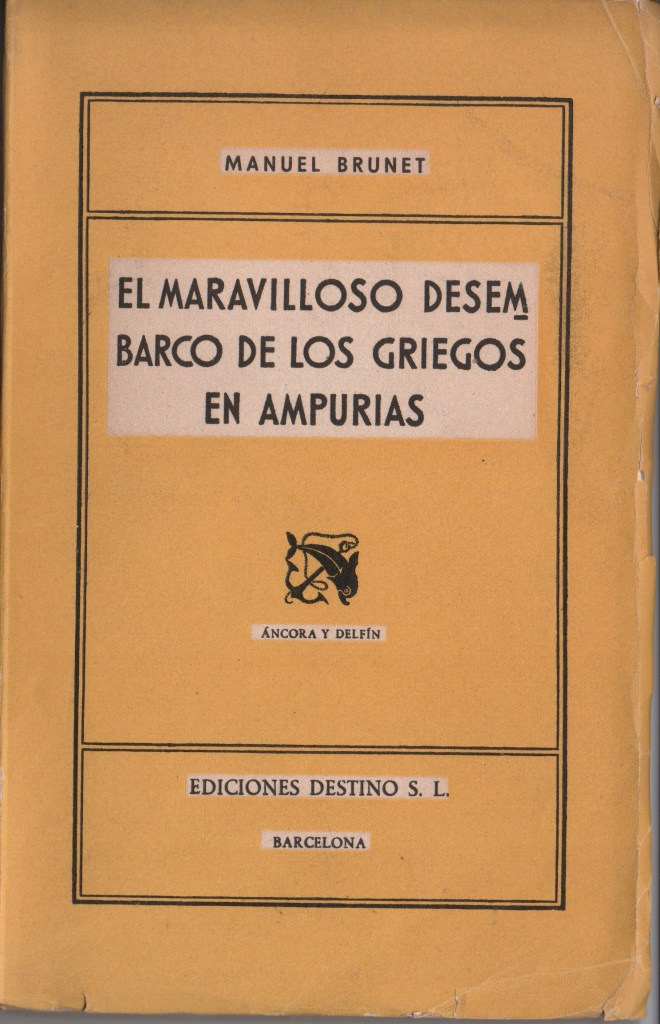 MANUEL BRUNET
EL MARAVILLOSO DESEM
BARCO DE LOS GRIEGOS
EN AMPURIAS
ÁNCORA Y DELFÍN
EDICIONES DESTINO S. L.
BARCELONA